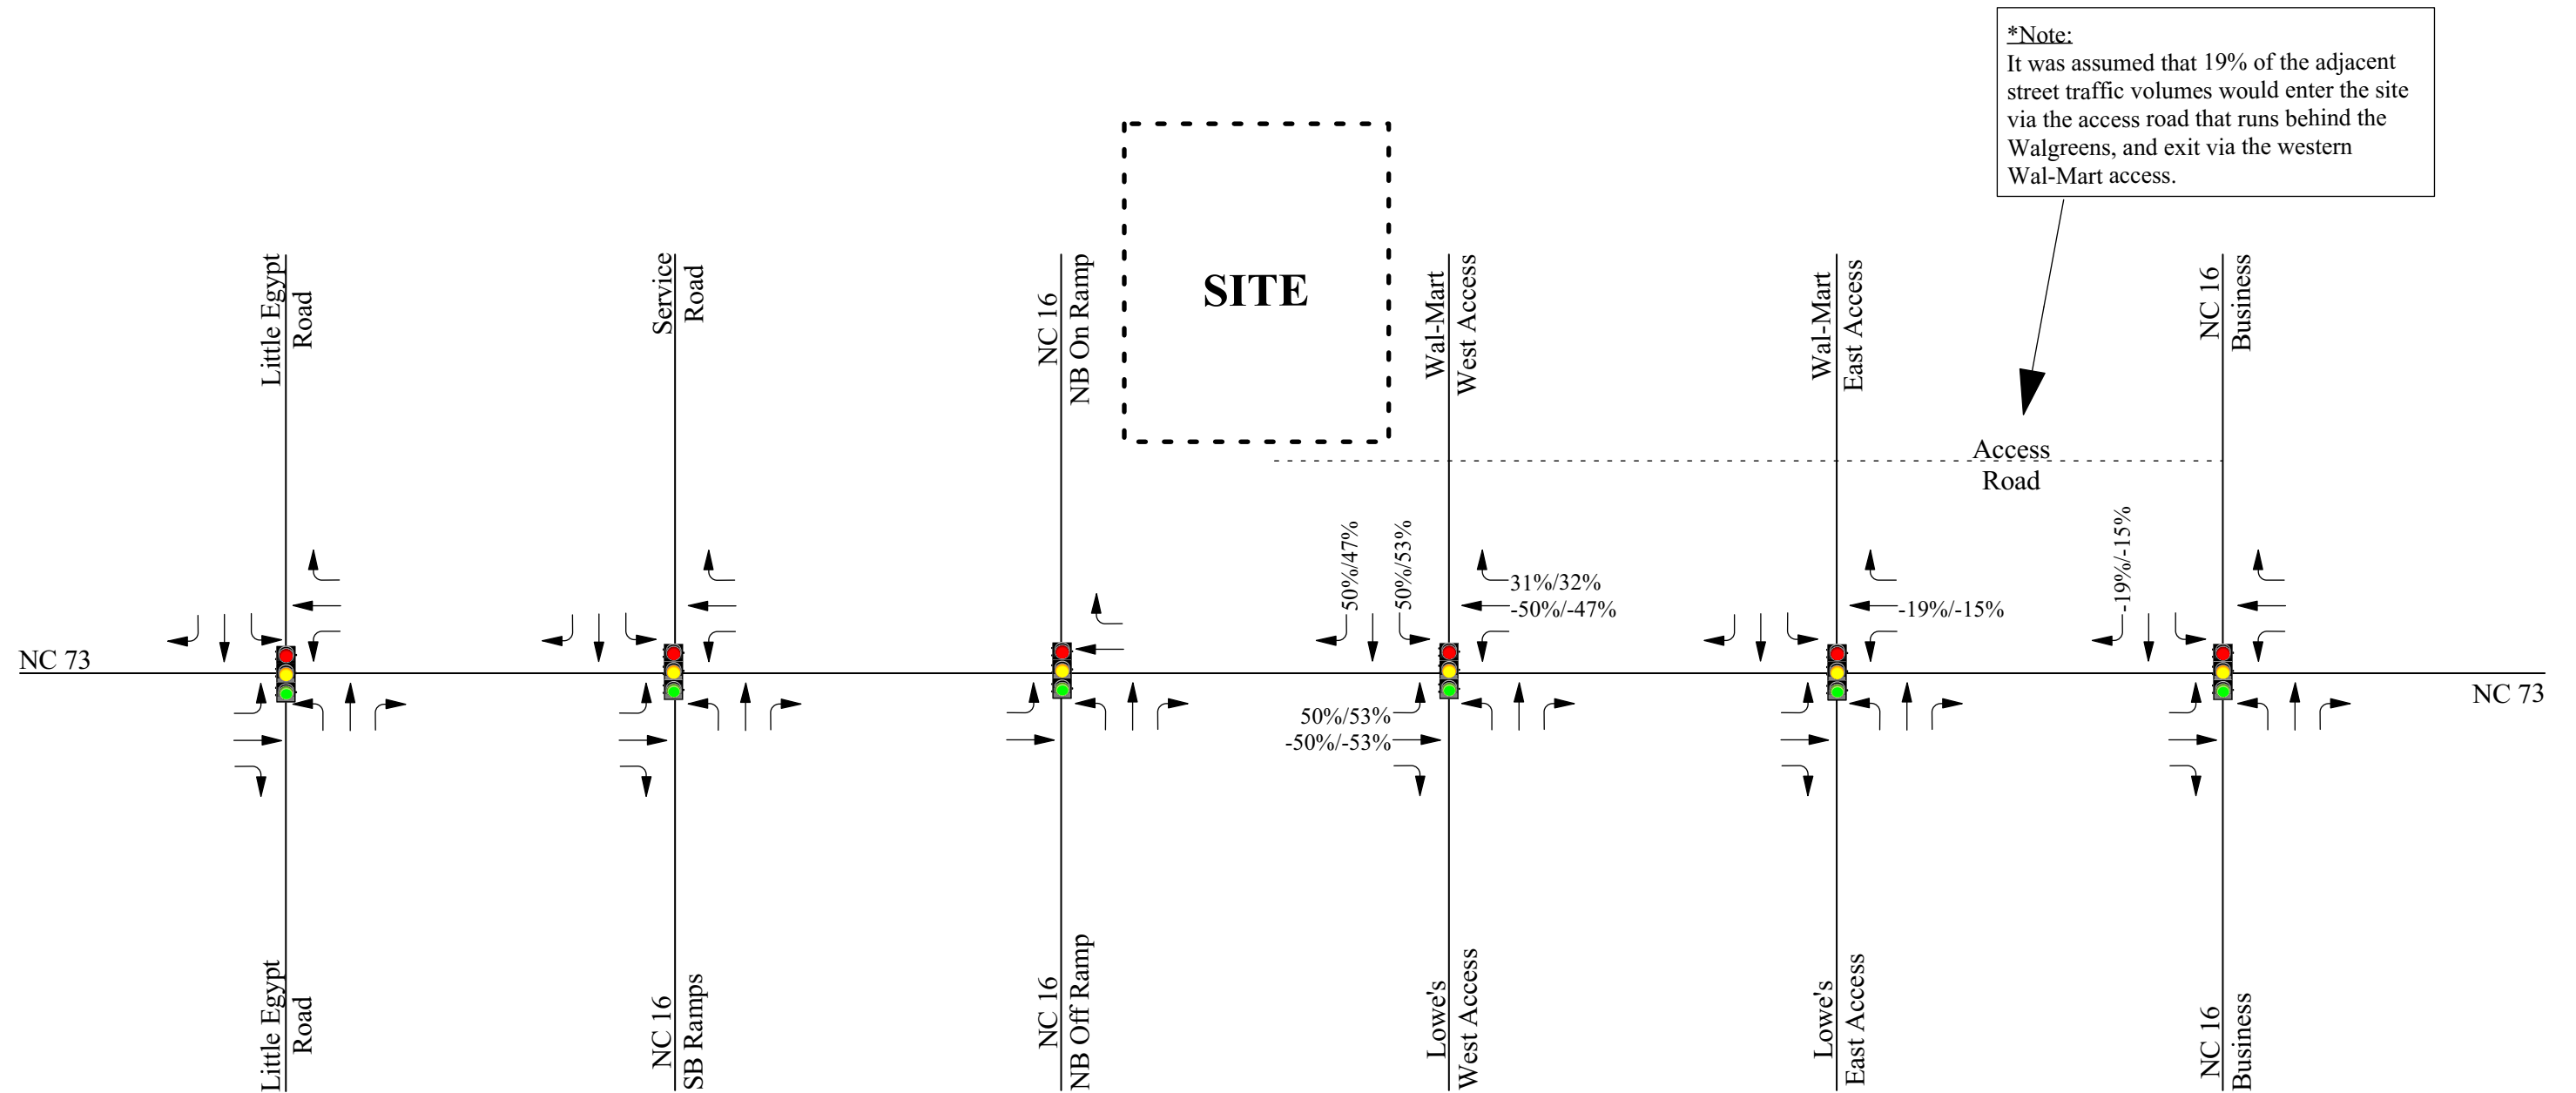 *Note:
It was assumed that 19% of the adjacent
street traffic volumes would enter the site
via the access road that runs behind the
Walgreens, and exit via the western
Wal-Mart access.
Little Egypt
Road
Service
Road
NC 16
NB On Ramp
SITE
Wal-Mart
West Access
Wal-Mart
East Access
NC 16
Business
Access
Road
50%/47%
50%/53%
31%/32%
-50%/-47%
-19%/-15%
-19%/-15%
NC 73
NC 73
50%/53%
-50%/-53%
Little Egypt
Road
NC 16
SB Ramps
NC 16
NB Off Ramp
Lowe's
West Access
Lowe's
East Access
NC 16
Business